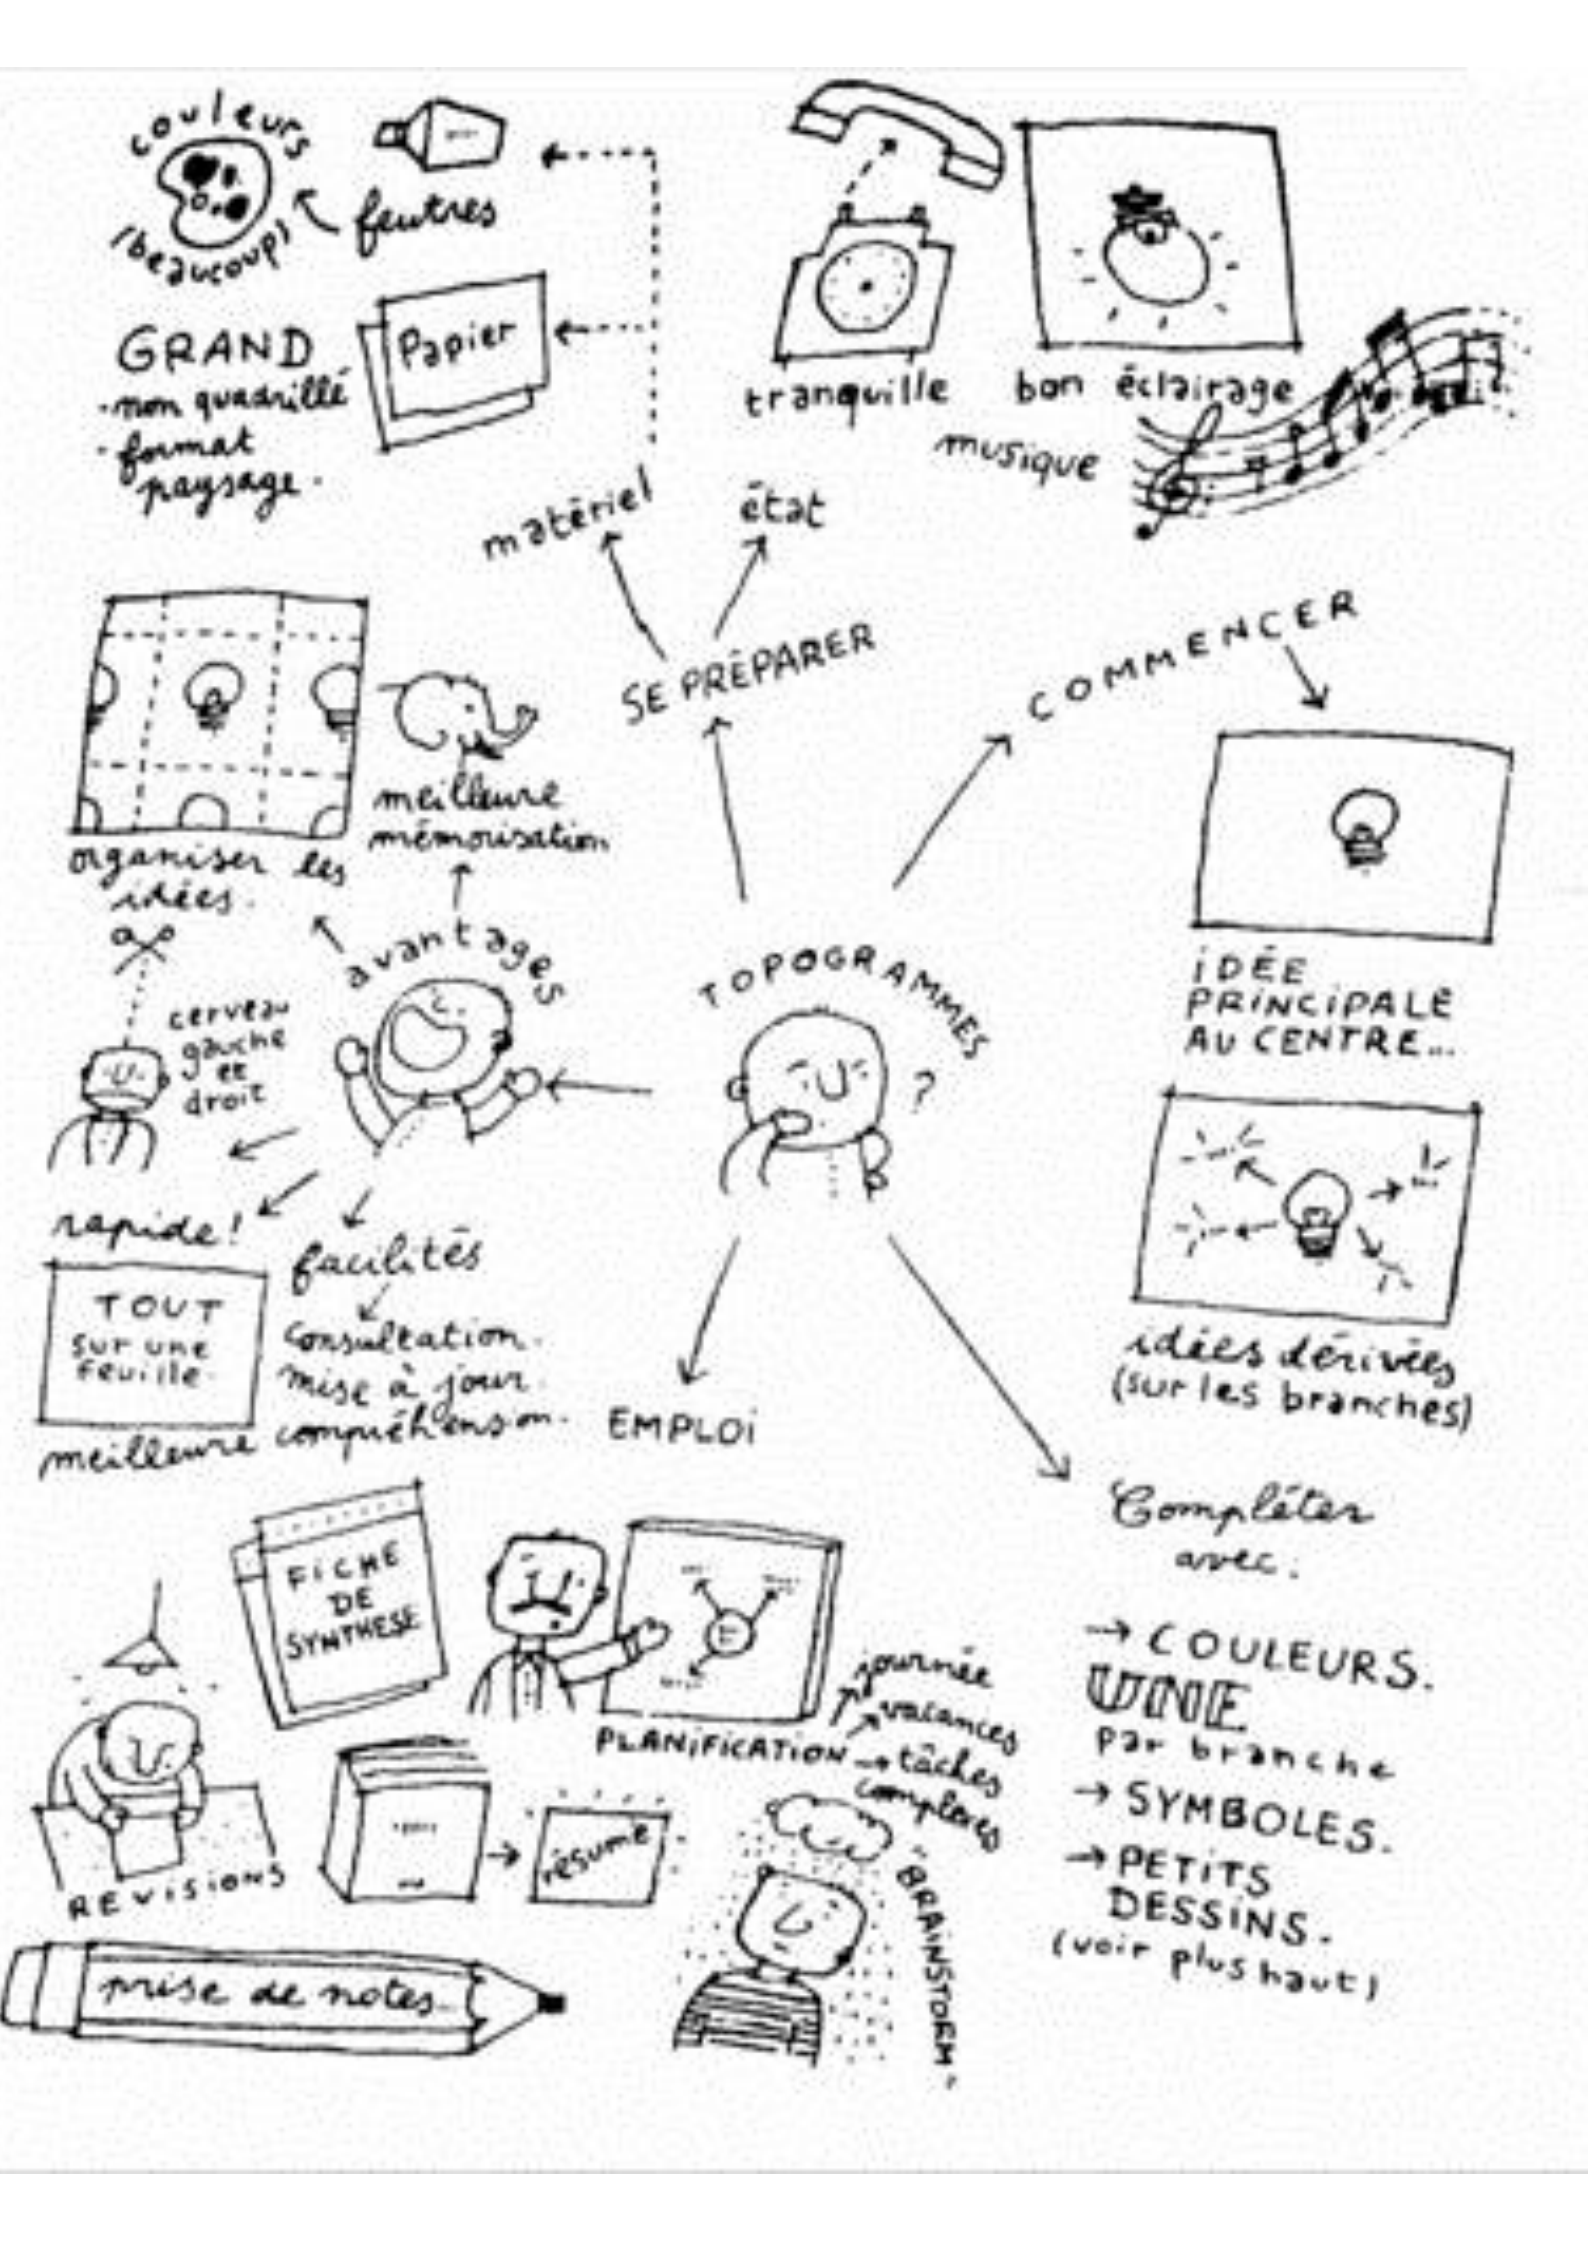 couleurs
(beaucoup)
feutres
GRAND
- non quadrillé
- format
paysage.
Papier
matériel
tranquille
bon éclairage
musique
état
SE PRÉPARER
COMMENCER
IDÉE
PRINCIPALE
AU CENTRE...
idées dérivées
(sur les branches)
organiser les
idées.
meilleure
mémorisation
avantages
cerveau
gauche
et
droit
rapide!
TOUT
sur une
feuille.
facilités
consultation.
mise à jour.
compréhension.
meilleure
TOPOGRAMMES
?
EMPLOI
Compléter
avec:
→ COULEURS.
UNE
par branche
→ SYMBOLES.
→ PETITS
DESSINS.
(voir plus haut)
FICHE
DE
SYNTHESE
PLANIFICATION
journée
vacances
→ tâches
complexes
REVISIONS
résumé
"BRAINSTORM"
prise de notes